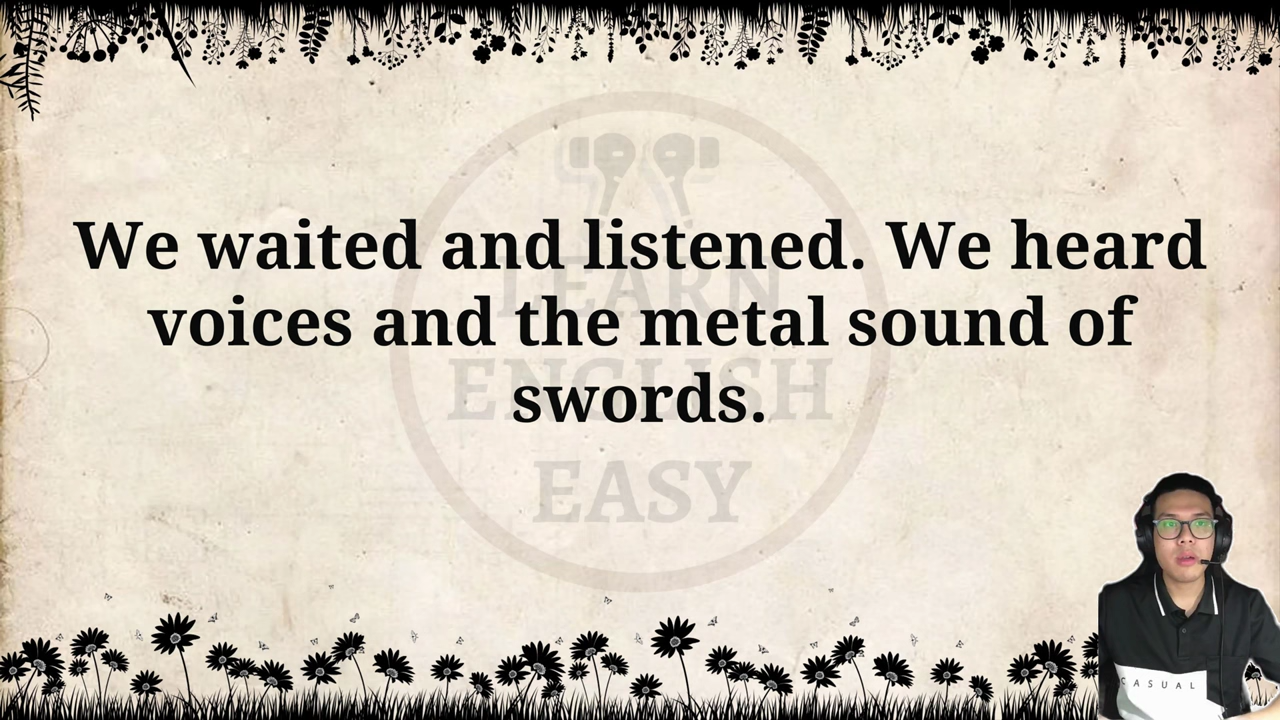 We waited and listened. We heard
voices and the metal sound of
swords.
LEARN
ENGLISH
EASY
CASUAL